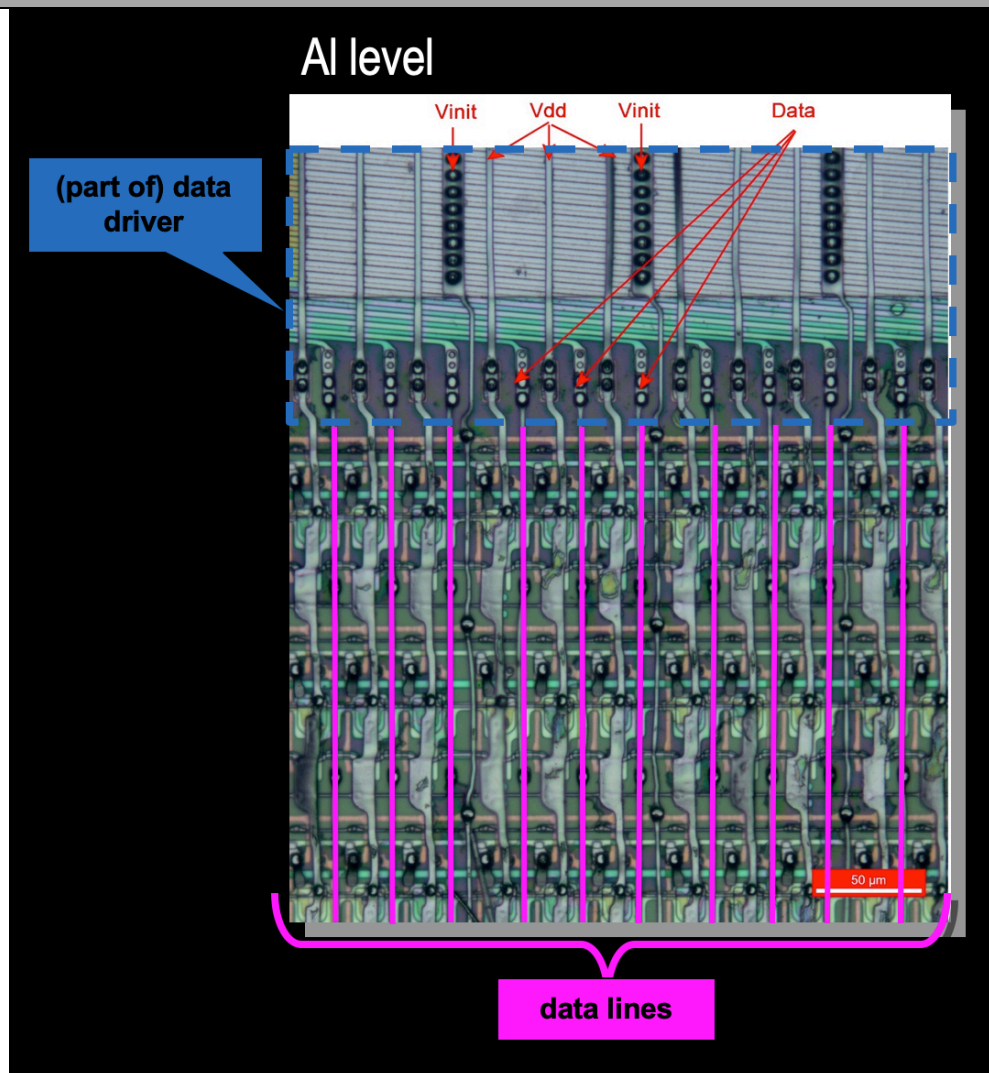 Al level
Vinit Vdd Vinit Data
(part of) data
driver
50 µm
data lines